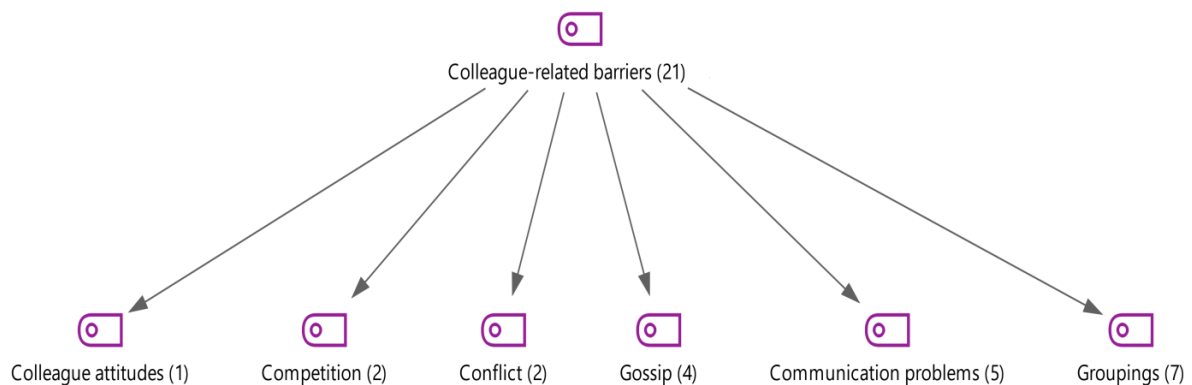 Colleague-related barriers (21)
Colleague attitudes (1)
Competition (2)
Conflict (2)
Gossip (4)
Communication problems (5)
Groupings (7)